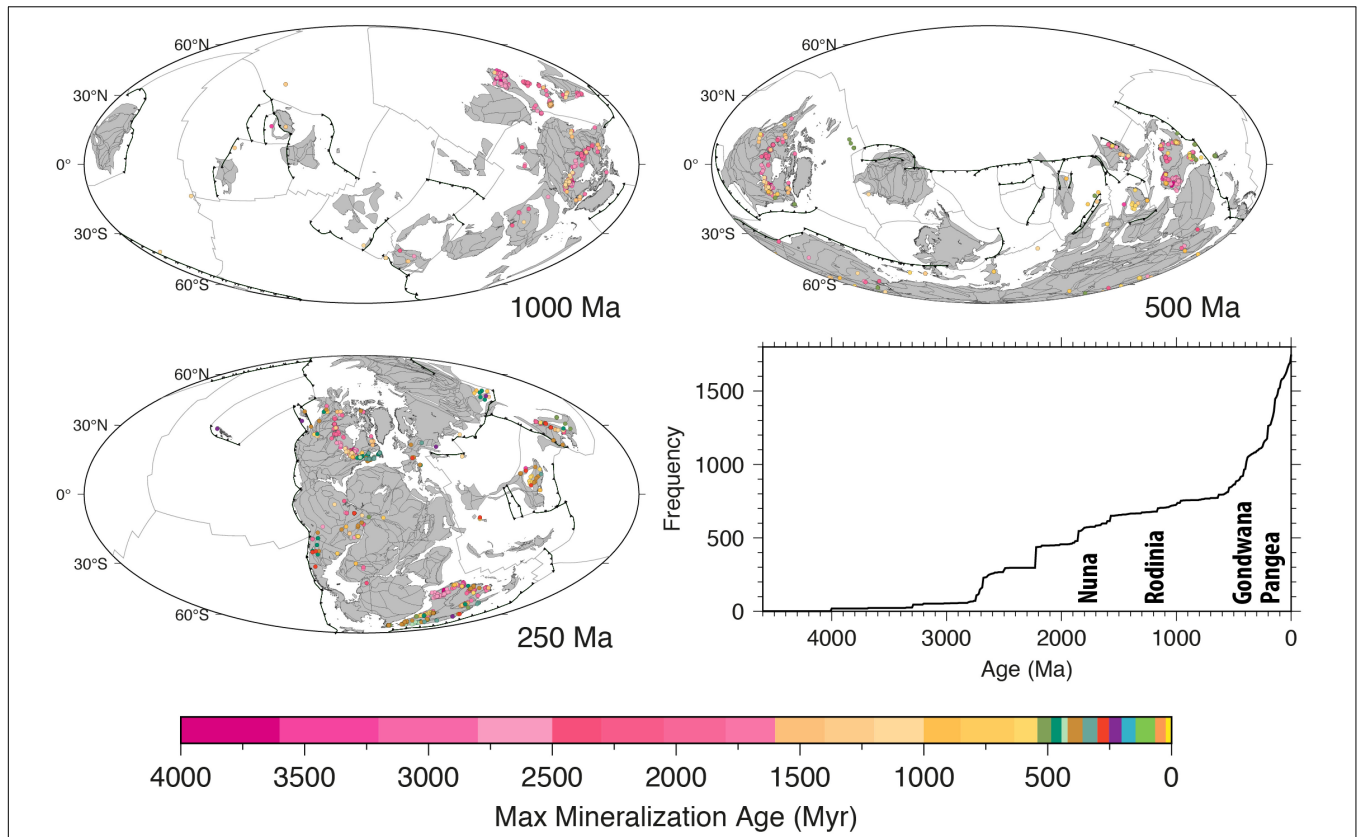 60°N
30°N
0°
30°S
60°S
1000 Ma
60°N
30°N
0°
30°S
60°S
500 Ma
60°N
30°N
0°
30°S
60°S
250 Ma
Frequency
1500
1000
500
0
Nuna
Rodinia
Gondwana
Pangea
4000 3000 2000 1000 0
Age (Ma)
4000 3500 3000 2500 2000 1500 1000 500 0
Max Mineralization Age (Myr)